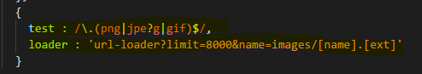 {
test : /\.(png|jpe?g|gif)$/,
loader : 'url-loader?limit=8000&name=images/[name].[ext]'
}